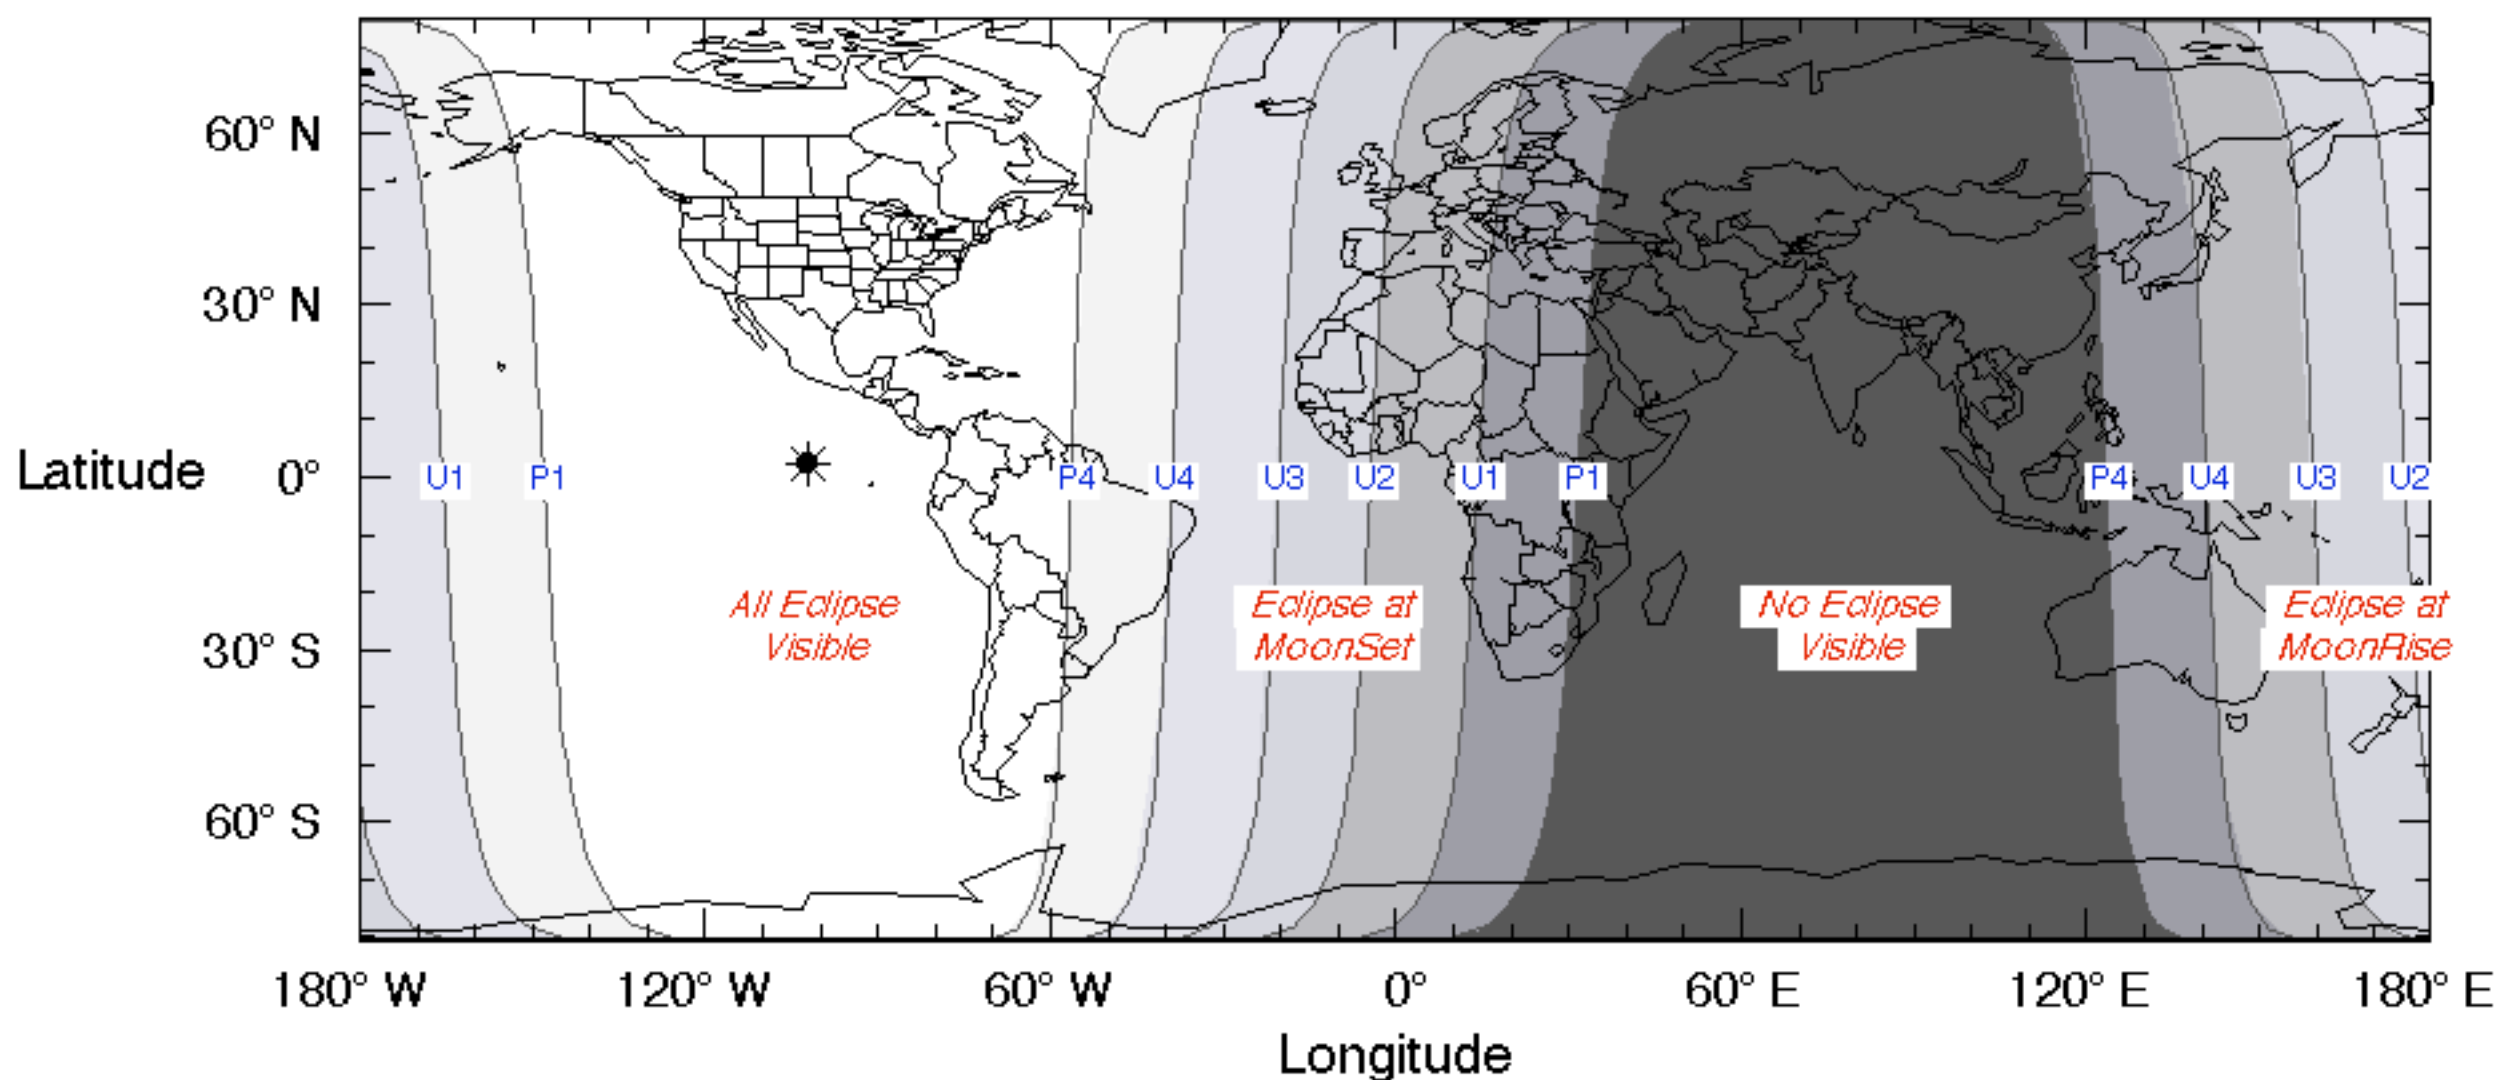 60° N
30° N
Latitude 0°
U1 P1 P4 U4 U3 U2 U1 P1 P4 U4 U3 U2
All Eclipse
Visible
Eclipse at
MoonSet
No Eclipse
Visible
Eclipse at
MoonRise
30° S
60° S
180° W 120° W 60° W 0° 60° E 120° E 180° E
Longitude